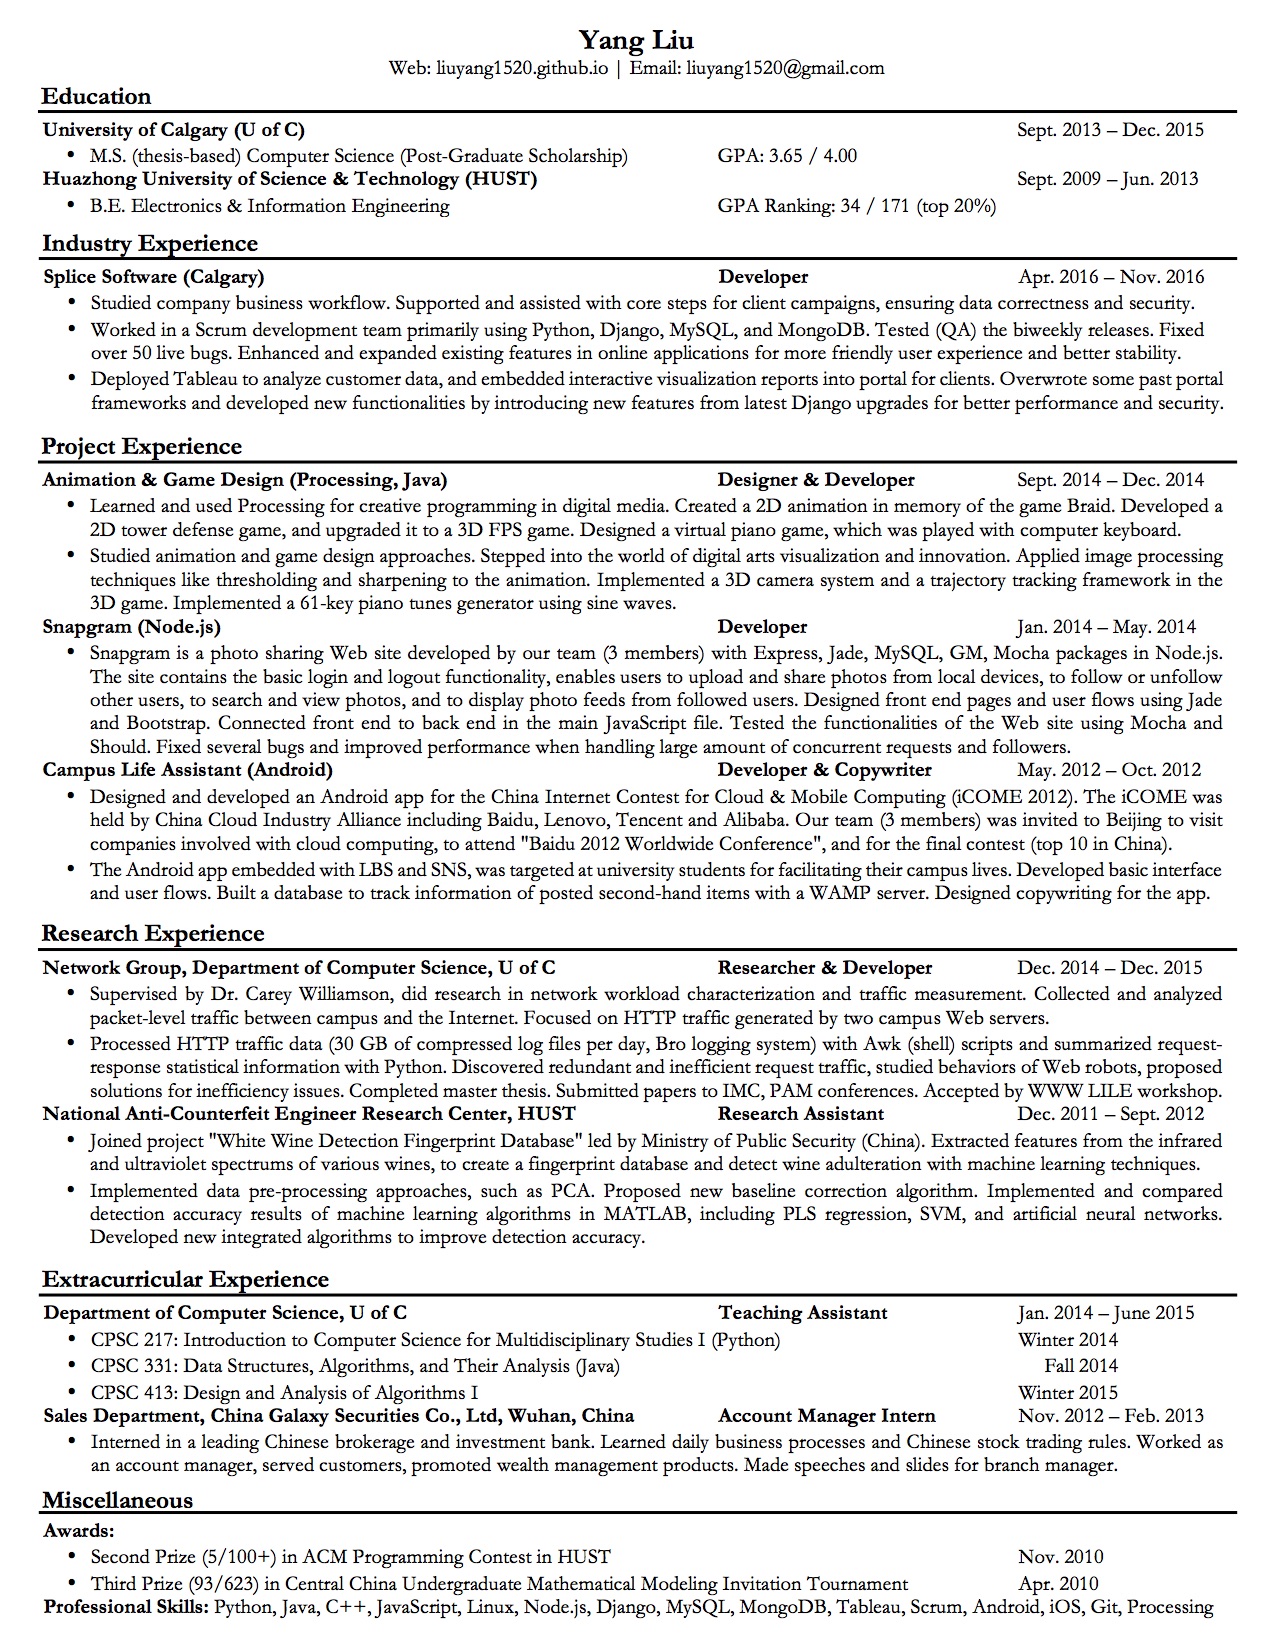 Yang Liu
Web: liuyang1520.github.io | Email: liuyang1520@gmail.com
Education
University of Calgary (U of C) Sept. 2013 – Dec. 2015
• M.S. (thesis-based) Computer Science (Post-Graduate Scholarship) GPA: 3.65 / 4.00
Huazhong University of Science & Technology (HUST) Sept. 2009 – Jun. 2013
• B.E. Electronics & Information Engineering GPA Ranking: 34 / 171 (top 20%)
Industry Experience
Splice Software (Calgary) Developer Apr. 2016 – Nov. 2016
• Studied company business workflow. Supported and assisted with core steps for client campaigns, ensuring data correctness and security.
• Worked in a Scrum development team primarily using Python, Django, MySQL, and MongoDB. Tested (QA) the biweekly releases. Fixed
over 50 live bugs. Enhanced and expanded existing features in online applications for more friendly user experience and better stability.
• Deployed Tableau to analyze customer data, and embedded interactive visualization reports into portal for clients. Overwrote some past portal
frameworks and developed new functionalities by introducing new features from latest Django upgrades for better performance and security.
Project Experience
Animation & Game Design (Processing, Java) Designer & Developer Sept. 2014 – Dec. 2014
• Learned and used Processing for creative programming in digital media. Created a 2D animation in memory of the game Braid. Developed a
2D tower defense game, and upgraded it to a 3D FPS game. Designed a virtual piano game, which was played with computer keyboard.
• Studied animation and game design approaches. Stepped into the world of digital arts visualization and innovation. Applied image processing
techniques like thresholding and sharpening to the animation. Implemented a 3D camera system and a trajectory tracking framework in the
3D game. Implemented a 61-key piano tunes generator using sine waves.
Snapgram (Node.js) Developer Jan. 2014 – May. 2014
• Snapgram is a photo sharing Web site developed by our team (3 members) with Express, Jade, MySQL, GM, Mocha packages in Node.js.
The site contains the basic login and logout functionality, enables users to upload and share photos from local devices, to follow or unfollow
other users, to search and view photos, and to display photo feeds from followed users. Designed front end pages and user flows using Jade
and Bootstrap. Connected front end to back end in the main JavaScript file. Tested the functionalities of the Web site using Mocha and
Should. Fixed several bugs and improved performance when handling large amount of concurrent requests and followers.
Campus Life Assistant (Android) Developer & Copywriter May. 2012 – Oct. 2012
• Designed and developed an Android app for the China Internet Contest for Cloud & Mobile Computing (iCOME 2012). The iCOME was
held by China Cloud Industry Alliance including Baidu, Lenovo, Tencent and Alibaba. Our team (3 members) was invited to Beijing to visit
companies involved with cloud computing, to attend "Baidu 2012 Worldwide Conference", and for the final contest (top 10 in China).
• The Android app embedded with LBS and SNS, was targeted at university students for facilitating their campus lives. Developed basic interface
and user flows. Built a database to track information of posted second-hand items with a WAMP server. Designed copywriting for the app.
Research Experience
Network Group, Department of Computer Science, U of C Researcher & Developer Dec. 2014 – Dec. 2015
• Supervised by Dr. Carey Williamson, did research in network workload characterization and traffic measurement. Collected and analyzed
packet-level traffic between campus and the Internet. Focused on HTTP traffic generated by two campus Web servers.
• Processed HTTP traffic data (30 GB of compressed log files per day, Bro logging system) with Awk (shell) scripts and summarized request-
response statistical information with Python. Discovered redundant and inefficient request traffic, studied behaviors of Web robots, proposed
solutions for inefficiency issues. Completed master thesis. Submitted papers to IMC, PAM conferences. Accepted by WWW LILE workshop.
National Anti-Counterfeit Engineer Research Center, HUST Research Assistant Dec. 2011 – Sept. 2012
• Joined project "White Wine Detection Fingerprint Database" led by Ministry of Public Security (China). Extracted features from the infrared
and ultraviolet spectrums of various wines, to create a fingerprint database and detect wine adulteration with machine learning techniques.
• Implemented data pre-processing approaches, such as PCA. Proposed new baseline correction algorithm. Implemented and compared
detection accuracy results of machine learning algorithms in MATLAB, including PLS regression, SVM, and artificial neural networks.
Developed new integrated algorithms to improve detection accuracy.
Extracurricular Experience
Department of Computer Science, U of C Teaching Assistant Jan. 2014 – June 2015
• CPSC 217: Introduction to Computer Science for Multidisciplinary Studies I (Python) Winter 2014
• CPSC 331: Data Structures, Algorithms, and Their Analysis (Java) Fall 2014
• CPSC 413: Design and Analysis of Algorithms I Winter 2015
Sales Department, China Galaxy Securities Co., Ltd, Wuhan, China Account Manager Intern Nov. 2012 – Feb. 2013
• Interned in a leading Chinese brokerage and investment bank. Learned daily business processes and Chinese stock trading rules. Worked as
an account manager, served customers, promoted wealth management products. Made speeches and slides for branch manager.
Miscellaneous
Awards:
• Second Prize (5/100+) in ACM Programming Contest in HUST Nov. 2010
• Third Prize (93/623) in Central China Undergraduate Mathematical Modeling Invitation Tournament Apr. 2010
Professional Skills: Python, Java, C++, JavaScript, Linux, Node.js, Django, MySQL, MongoDB, Tableau, Scrum, Android, iOS, Git, Processing